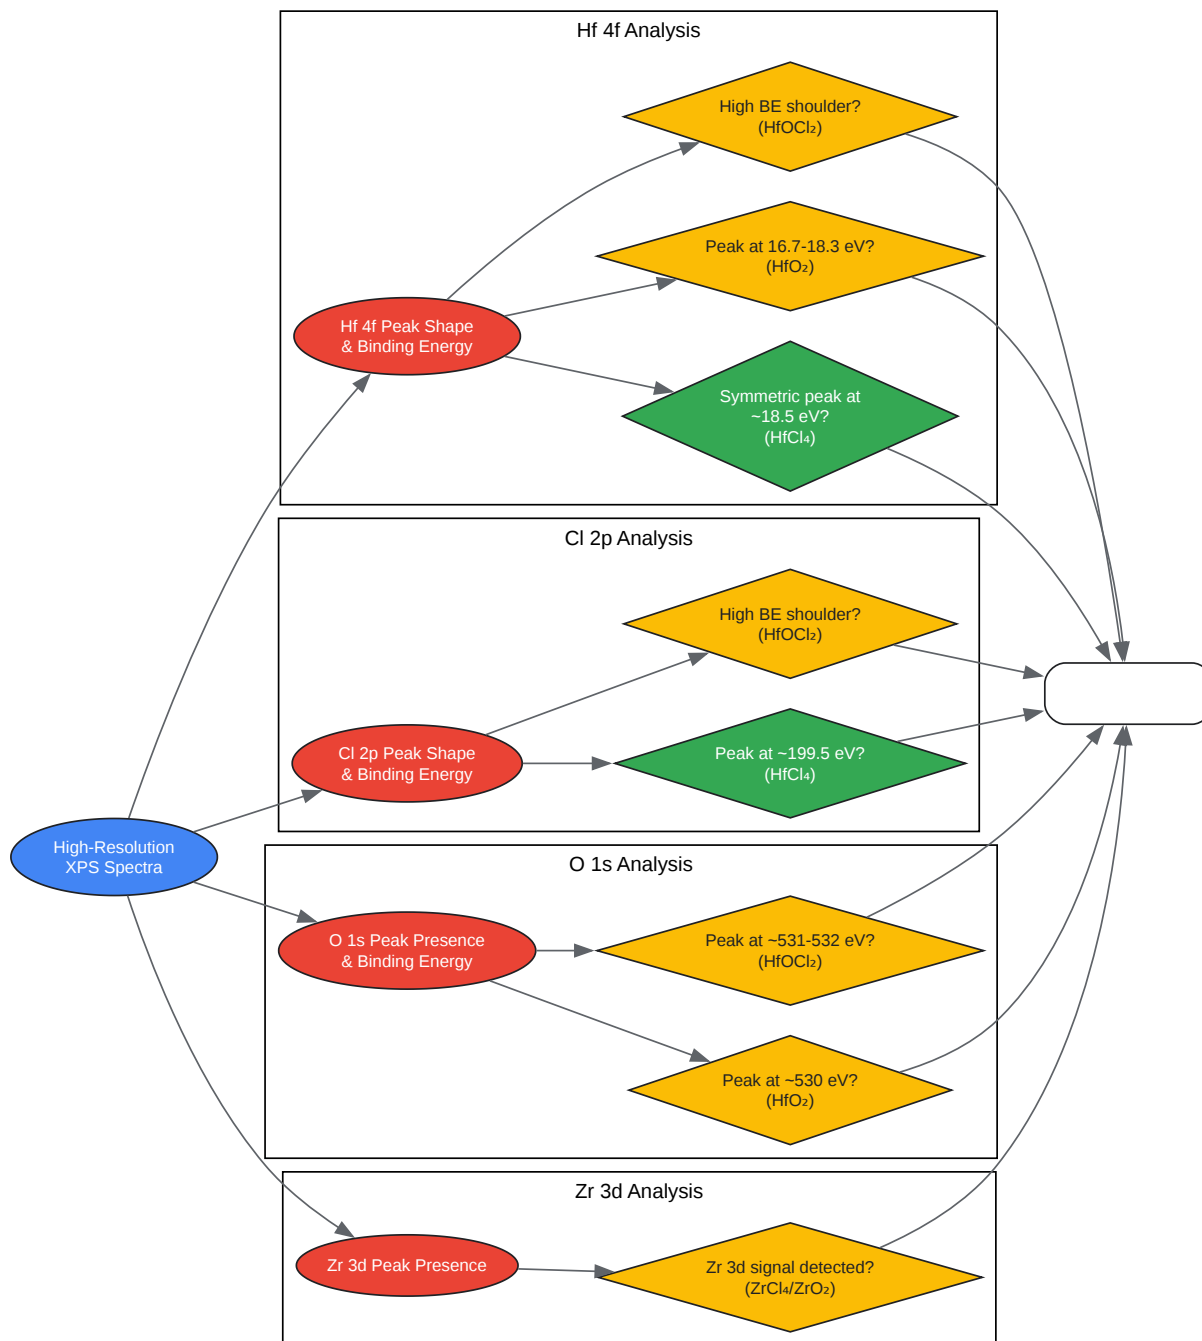 Hf 4f Analysis
High BE shoulder?
(HfOCl₂)
Peak at 16.7-18.3 eV?
(HfO₂)
Hf 4f Peak Shape
& Binding Energy
Symmetric peak at
~18.5 eV?
(HfCl₄)
Cl 2p Analysis
High BE shoulder?
(HfOCl₂)
Cl 2p Peak Shape
& Binding Energy
Peak at ~199.5 eV?
(HfCl₄)
High-Resolution
XPS Spectra
O 1s Analysis
O 1s Peak Presence
& Binding Energy
Peak at ~531-532 eV?
(HfOCl₂)
Peak at ~530 eV?
(HfO₂)
Zr 3d Analysis
Zr 3d Peak Presence
Zr 3d signal detected?
(ZrCl₄/ZrO₂)